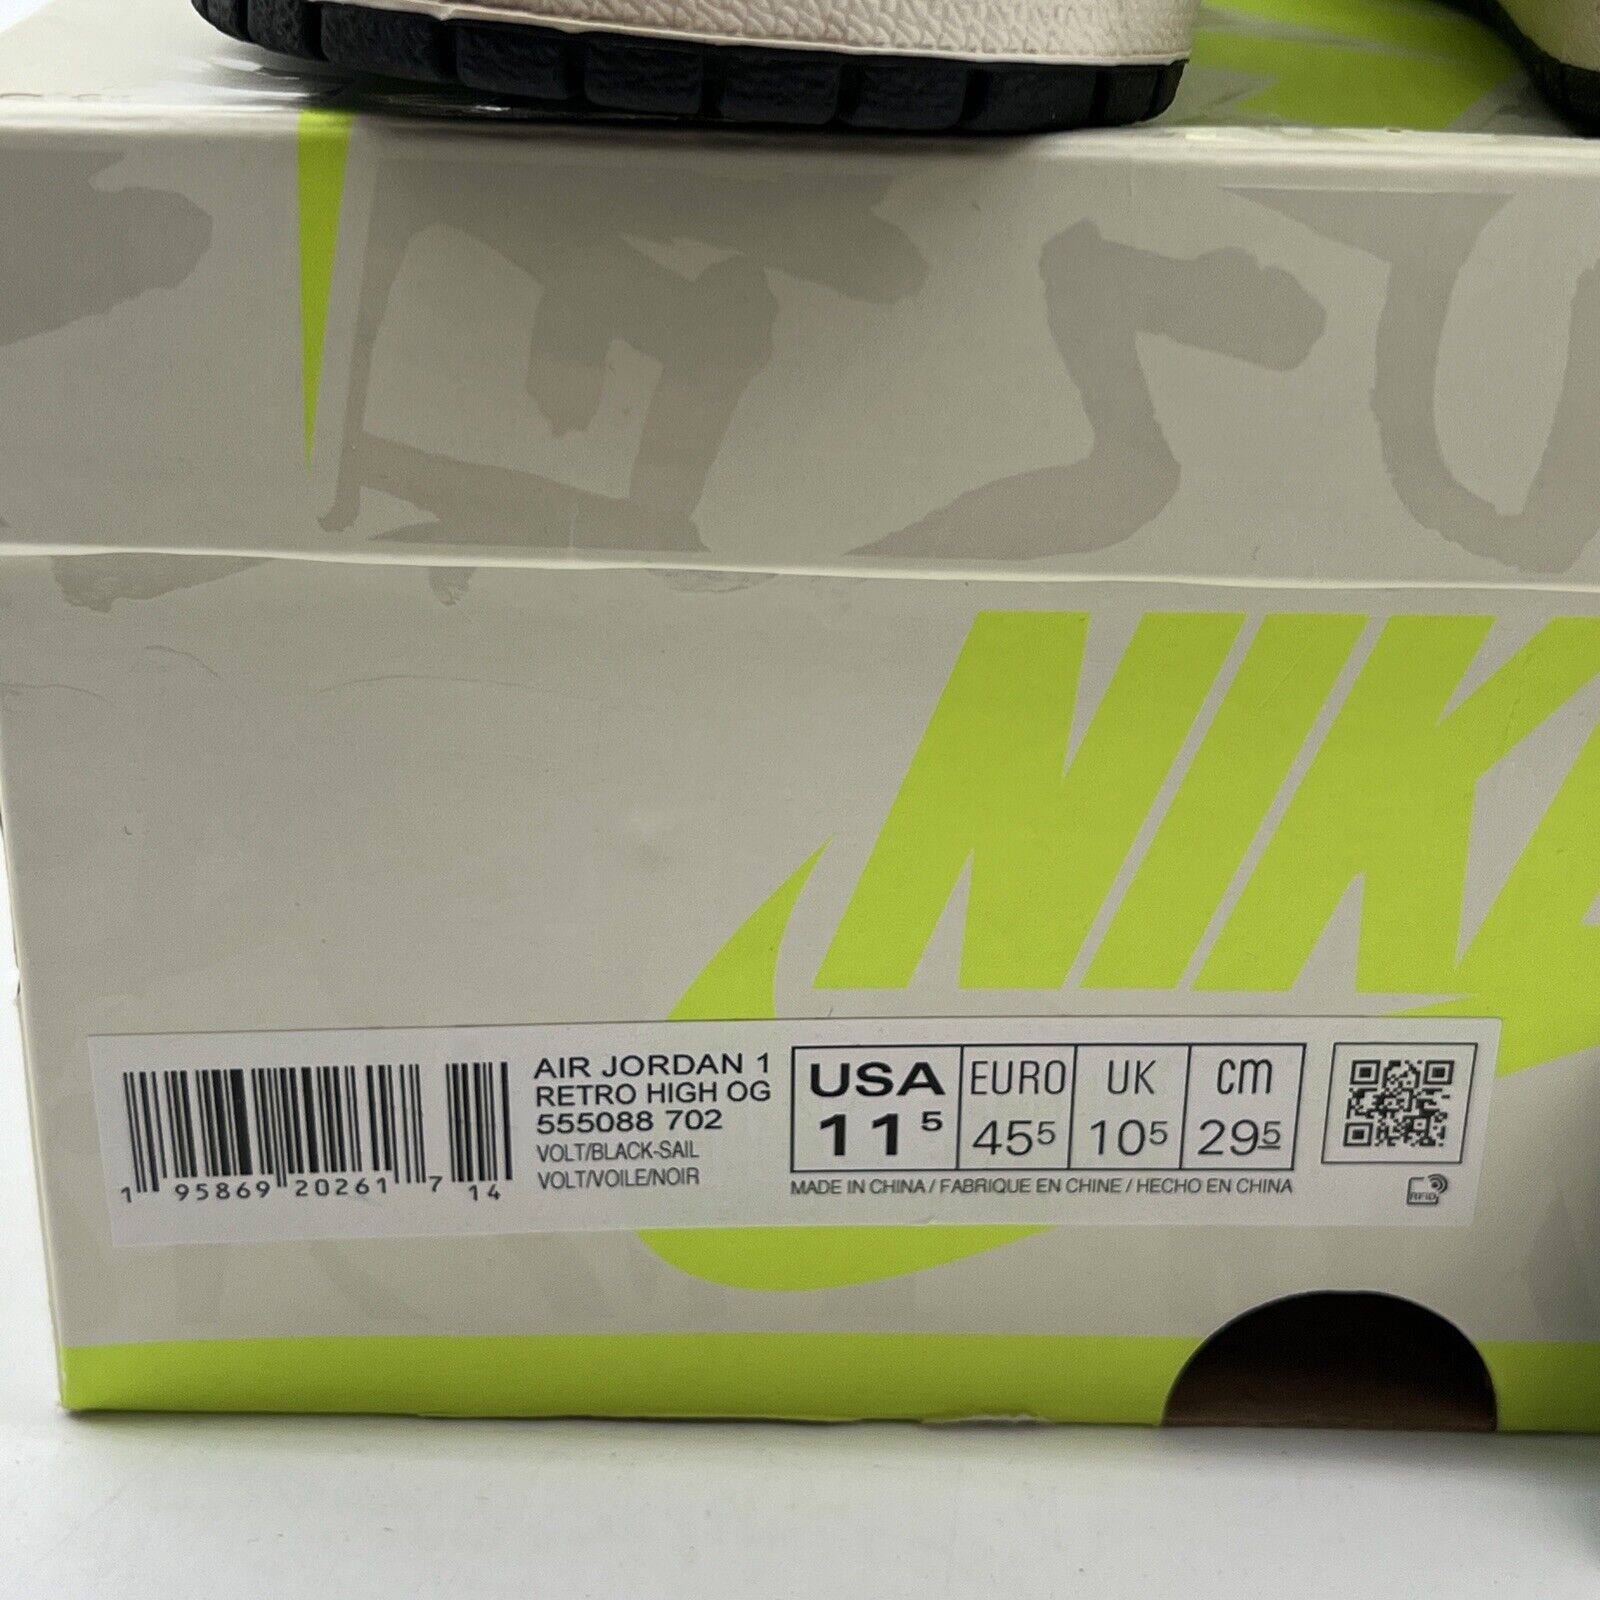 NIKE
AIR JORDAN 1
RETRO HIGH OG
555088 702
VOLT/BLACK-SAIL
VOLT/VOILE/NOIR
1 95869 20261 7 14
USA EURO UK CM
11 5 45 5 10 5 29 5
MADE IN CHINA / FABRIQUE EN CHINE / HECHO EN CHINA
RFID